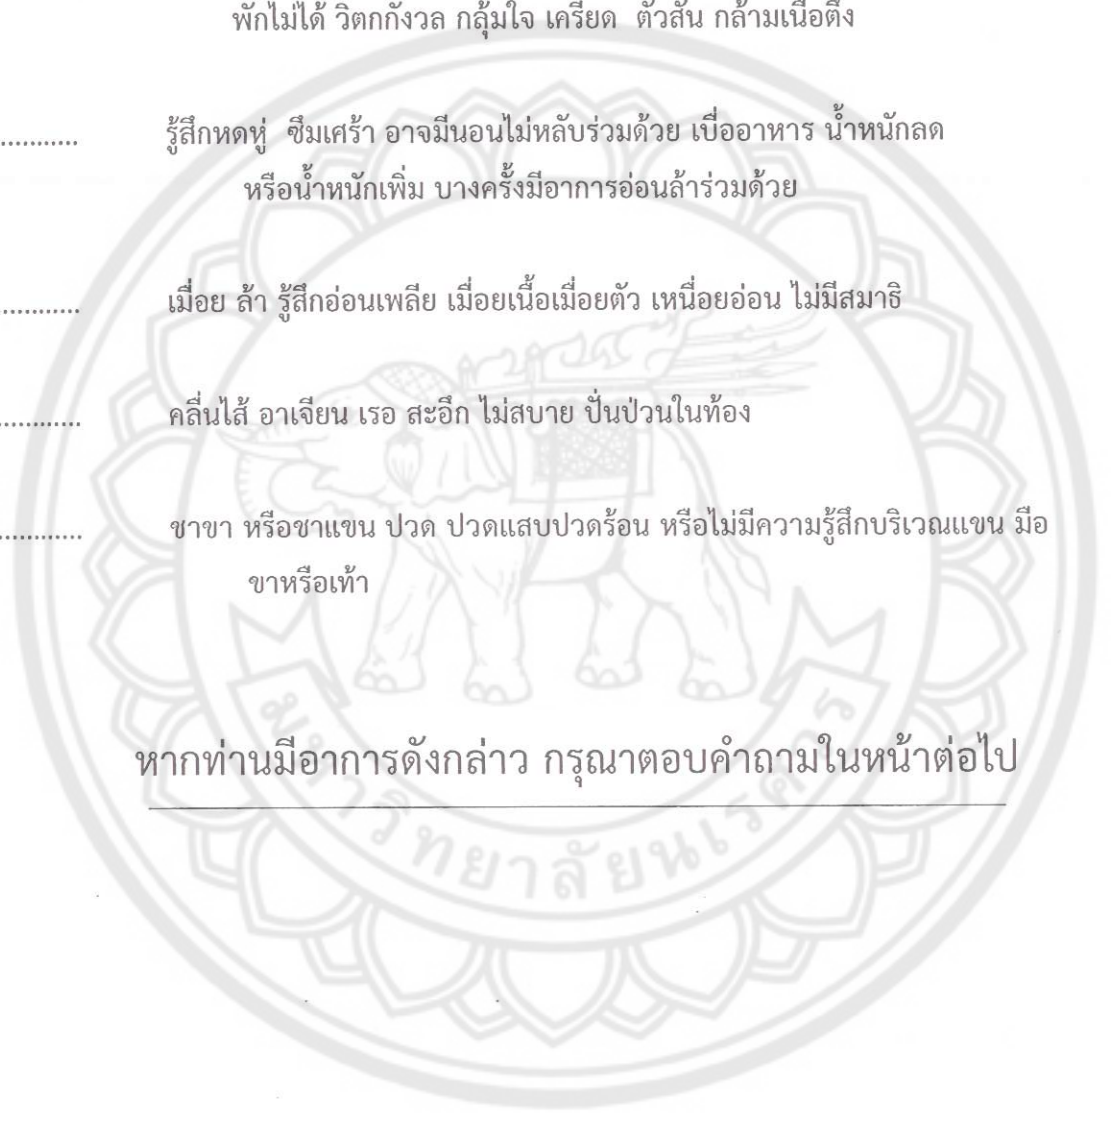 พักไม่ได้ วิตกกังวล กลุ้มใจ เครียด ตัวสั่น กล้ามเนื้อตึง
............ รู้สึกหดหู่ ซึมเศร้า อาจมีนอนไม่หลับร่วมด้วย เบื่ออาหาร น้ำหนักลด
หรือน้ำหนักเพิ่ม บางครั้งมีอาการอ่อนล้าร่วมด้วย
............ เมื่อย ล้า รู้สึกอ่อนเพลีย เมื่อยเนื้อเมื่อยตัว เหนื่อยอ่อน ไม่มีสมาธิ
............ คลื่นไส้ อาเจียน เรอ สะอึก ไม่สบาย ปั่นป่วนในท้อง
............ ชาขา หรือชาแขน ปวด ปวดแสบปวดร้อน หรือไม่มีความรู้สึกบริเวณแขน มือ
ขาหรือเท้า
หากท่านมีอาการดังกล่าว กรุณาตอบคำถามในหน้าต่อไป
มหาวิทยาลัยนเรศวร